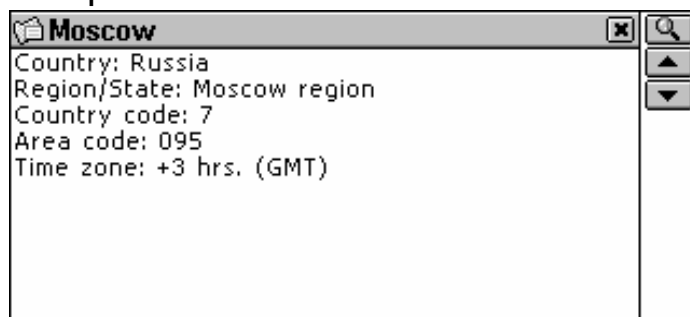 Moscow
Country: Russia
Region/State: Moscow region
Country code: 7
Area code: 095
Time zone: +3 hrs. (GMT)